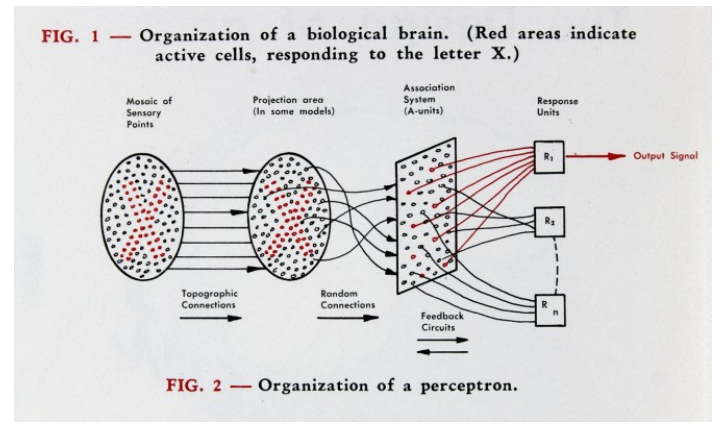 FIG. 1 — Organization of a biological brain. (Red areas indicate
active cells, responding to the letter X.)
Mosaic of
Sensory
Points
Projection area
(In some models)
Association
System
(A-units)
Response
Units
R1
Output Signal
R2
R n
Topographic
Connections
Random
Connections
Feedback
Circuits
FIG. 2 — Organization of a perceptron.